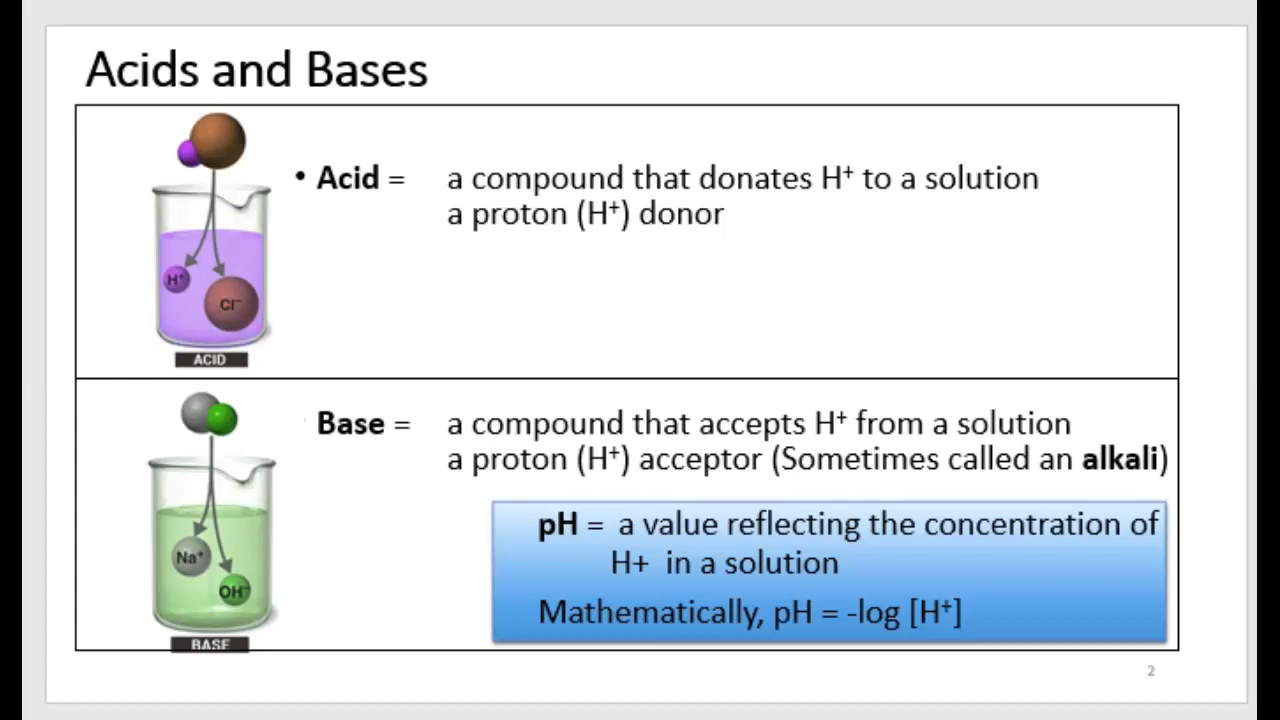 Acids and Bases
• Acid = a compound that donates H⁺ to a solution
a proton (H⁺) donor
H⁺
Cl⁻
ACID
Base = a compound that accepts H⁺ from a solution
a proton (H⁺) acceptor (Sometimes called an alkali)
Na⁺
OH⁻
BASE
pH = a value reflecting the concentration of
H+ in a solution
Mathematically, pH = -log [H⁺]
2